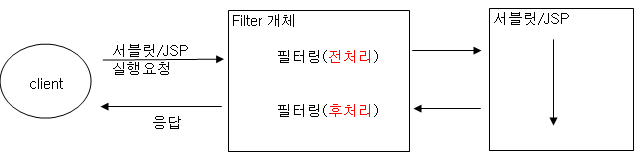 Filter 개체
서블릿/JSP
서블릿/JSP
실행요청
필터링(전처리)
client
필터링(후처리)
응답